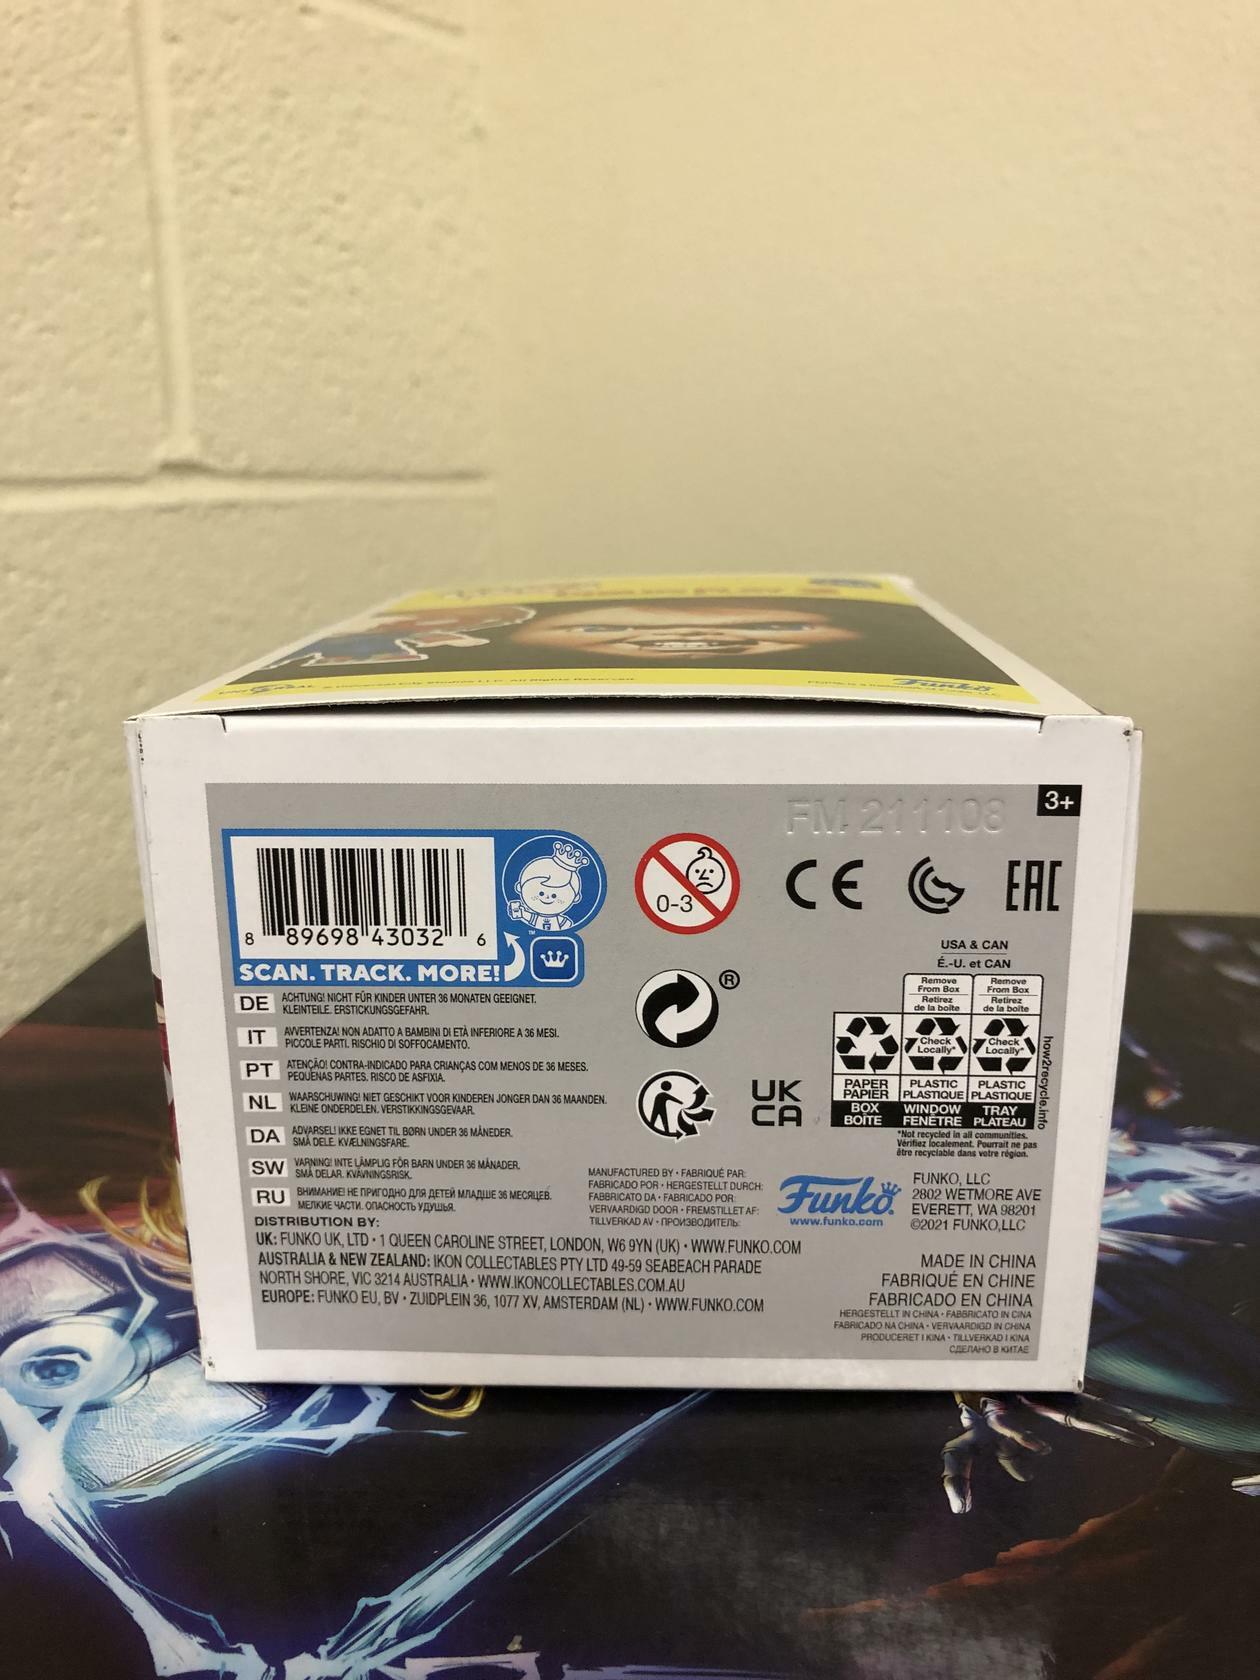 UNIVERSAL © Universal City Studios LLC. All Rights Reserved.
Funko
FM 211108
3+
8 89698 43032 6
SCAN. TRACK. MORE!
™
0-3
CE
EAC
®
UK
CA
USA & CAN
É.-U. et CAN
Remove
From Box
Retirez
de la boîte
Remove
From Box
Retirez
de la boîte
Check
Locally*
Check
Locally*
PAPER
PAPIER
BOX
BOÎTE
PLASTIC
PLASTIQUE
WINDOW
FENÊTRE
PLASTIC
PLASTIQUE
TRAY
PLATEAU
how2recycle.info
*Not recycled in all communities.
Vérifiez localement. Pourrait ne pas
être recyclable dans votre région.
DE ACHTUNG! NICHT FÜR KINDER UNTER 36 MONATEN GEEIGNET.
KLEINTEILE. ERSTICKUNGSGEFAHR.
IT AVVERTENZA! NON ADATTO A BAMBINI DI ETÀ INFERIORE A 36 MESI.
PICCOLE PARTI. RISCHIO DI SOFFOCAMENTO.
PT ATENÇÃO! CONTRA-INDICADO PARA CRIANÇAS COM MENOS DE 36 MESES.
PEQUENAS PARTES. RISCO DE ASFIXIA.
NL WAARSCHUWING! NIET GESCHIKT VOOR KINDEREN JONGER DAN 36 MAANDEN.
KLEINE ONDERDELEN. VERSTIKKINGSGEVAAR.
DA ADVARSEL! IKKE EGNET TIL BØRN UNDER 36 MÅNEDER.
SMÅ DELE. KVÆLNINGSFARE.
SW VARNING! INTE LÄMPLIG FÖR BARN UNDER 36 MÅNADER.
SMÅ DELAR. KVÄVNINGSRISK.
RU ВНИМАНИЕ! НЕ ПРИГОДНО ДЛЯ ДЕТЕЙ МЛАДШЕ 36 МЕСЯЦЕВ.
МЕЛКИЕ ЧАСТИ. ОПАСНОСТЬ УДУШЬЯ.
MANUFACTURED BY • FABRIQUÉ PAR:
FABRICADO POR • HERGESTELLT DURCH:
FABBRICATO DA • FABRICADO POR:
VERVAARDIGD DOOR • FREMSTILLET AF:
TILLVERKAD AV • ПРОИЗВОДИТЕЛЬ:
Funko®
www.funko.com
FUNKO, LLC
2802 WETMORE AVE
EVERETT, WA 98201
©2021 FUNKO,LLC
DISTRIBUTION BY:
UK: FUNKO UK, LTD • 1 QUEEN CAROLINE STREET, LONDON, W6 9YN (UK) • WWW.FUNKO.COM
AUSTRALIA & NEW ZEALAND: IKON COLLECTABLES PTY LTD 49-59 SEABEACH PARADE
NORTH SHORE, VIC 3214 AUSTRALIA • WWW.IKONCOLLECTABLES.COM.AU
EUROPE: FUNKO EU, BV • ZUIDPLEIN 36, 1077 XV, AMSTERDAM (NL) • WWW.FUNKO.COM
MADE IN CHINA
FABRIQUÉ EN CHINE
FABRICADO EN CHINA
HERGESTELLT IN CHINA • FABBRICATO IN CINA
FABRICADO NA CHINA • VERVAARDIGD IN CHINA
PRODUCERET I KINA • TILLVERKAD I KINA
СДЕЛАНО В КИТАЕ